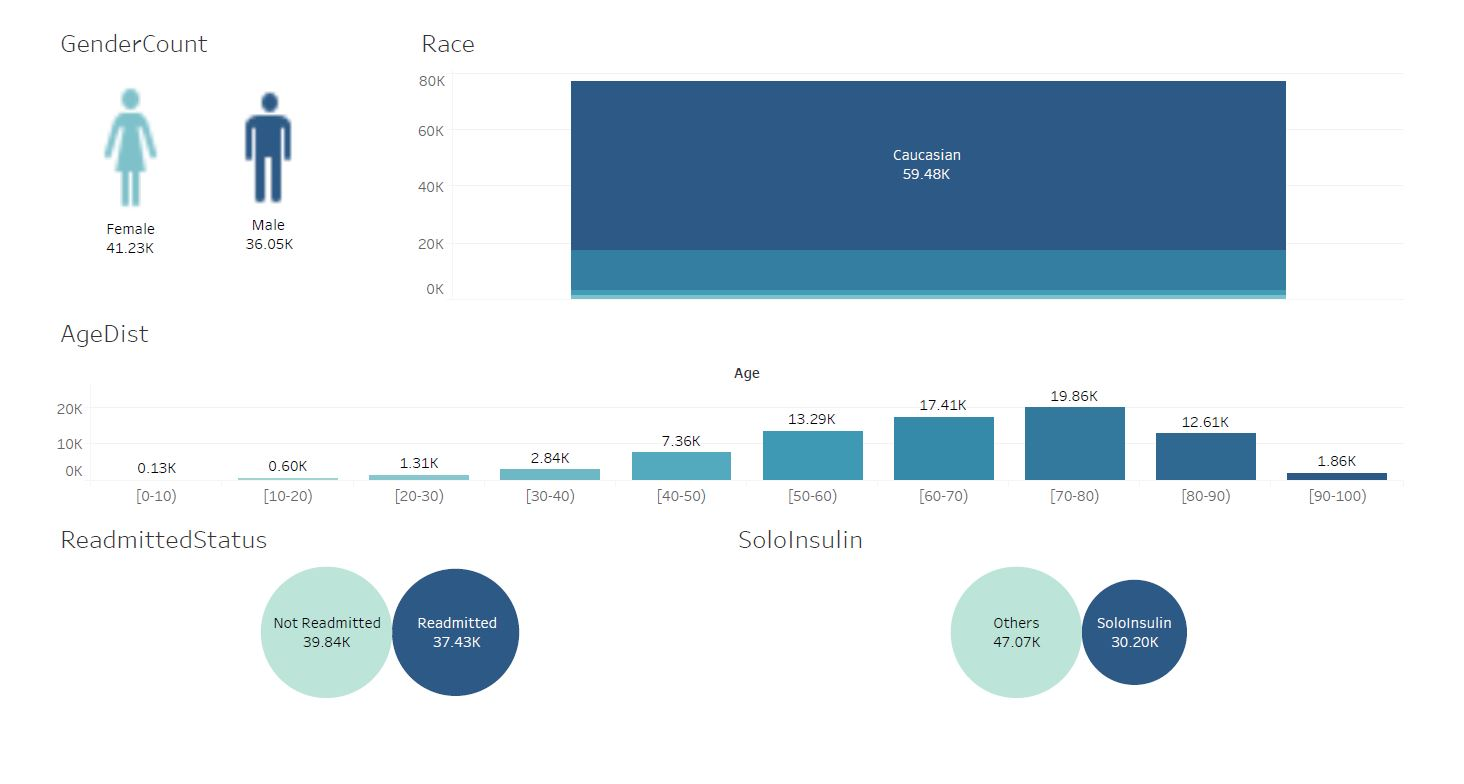 GenderCount
Female
41.23K
Male
36.05K
Race
80K
60K
40K
20K
0K
Caucasian
59.48K
AgeDist
Age
20K
10K
0K
0.13K
0.60K
1.31K
2.84K
7.36K
13.29K
17.41K
19.86K
12.61K
1.86K
[0-10)
[10-20)
[20-30)
[30-40)
[40-50)
[50-60)
[60-70)
[70-80)
[80-90)
[90-100)
ReadmittedStatus
Not Readmitted
39.84K
Readmitted
37.43K
SoloInsulin
Others
47.07K
SoloInsulin
30.20K